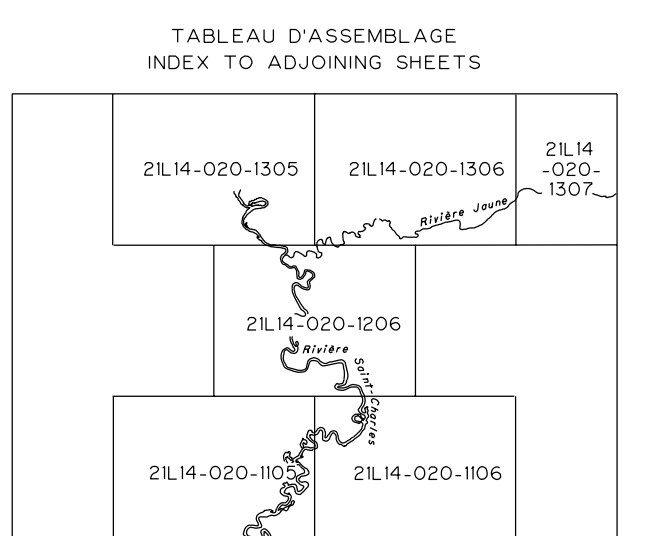 TABLEAU D'ASSEMBLAGE
INDEX TO ADJOINING SHEETS
21L14-020-1305
21L14-020-1306
21L14
-020-
1307
Rivière Jaune
21L14-020-1206
Rivière
Saint-Charles
21L14-020-1105
21L14-020-1106